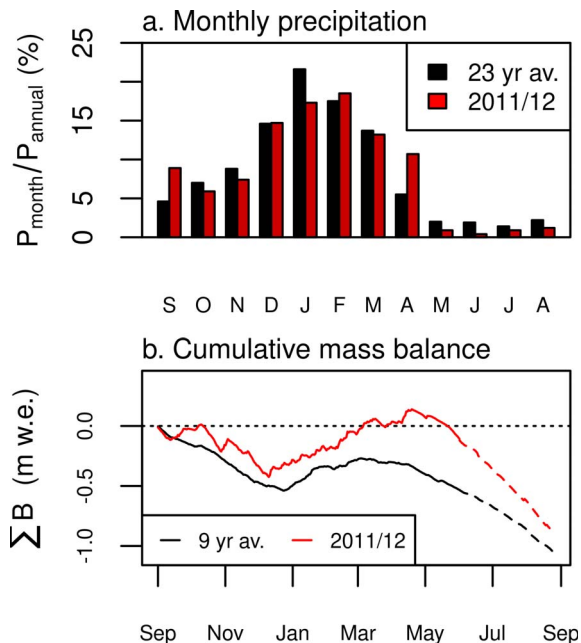 a. Monthly precipitation
P_month/P_annual (%)
25
15
5
0
23 yr av.
2011/12
S O N D J F M A M J J A
b. Cumulative mass balance
∑B (m w.e.)
0.0
-0.5
-1.0
9 yr av. 2011/12
Sep Nov Jan Mar May Jul Sep